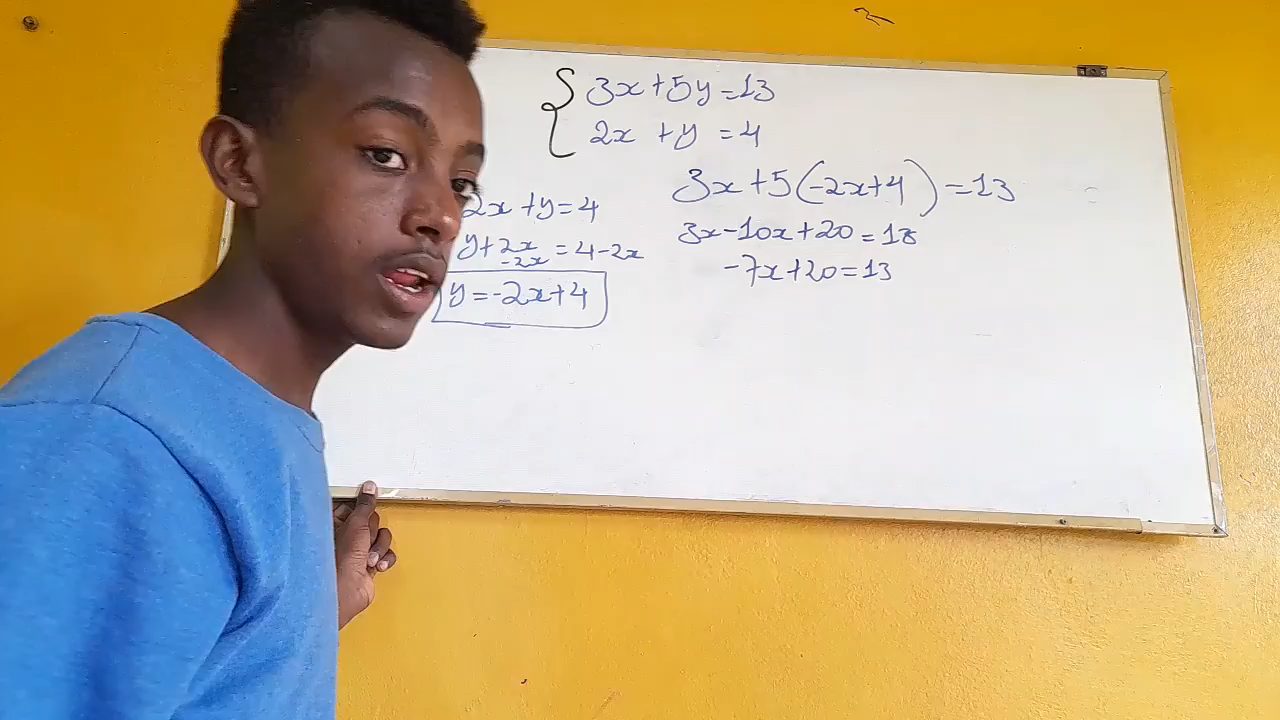 3x+5y=13
2x+y=4
2x+y=4
y+2x=4-2x
-2x
y=-2x+4
3x+5(-2x+4)=13
3x-10x+20=13
-7x+20=13